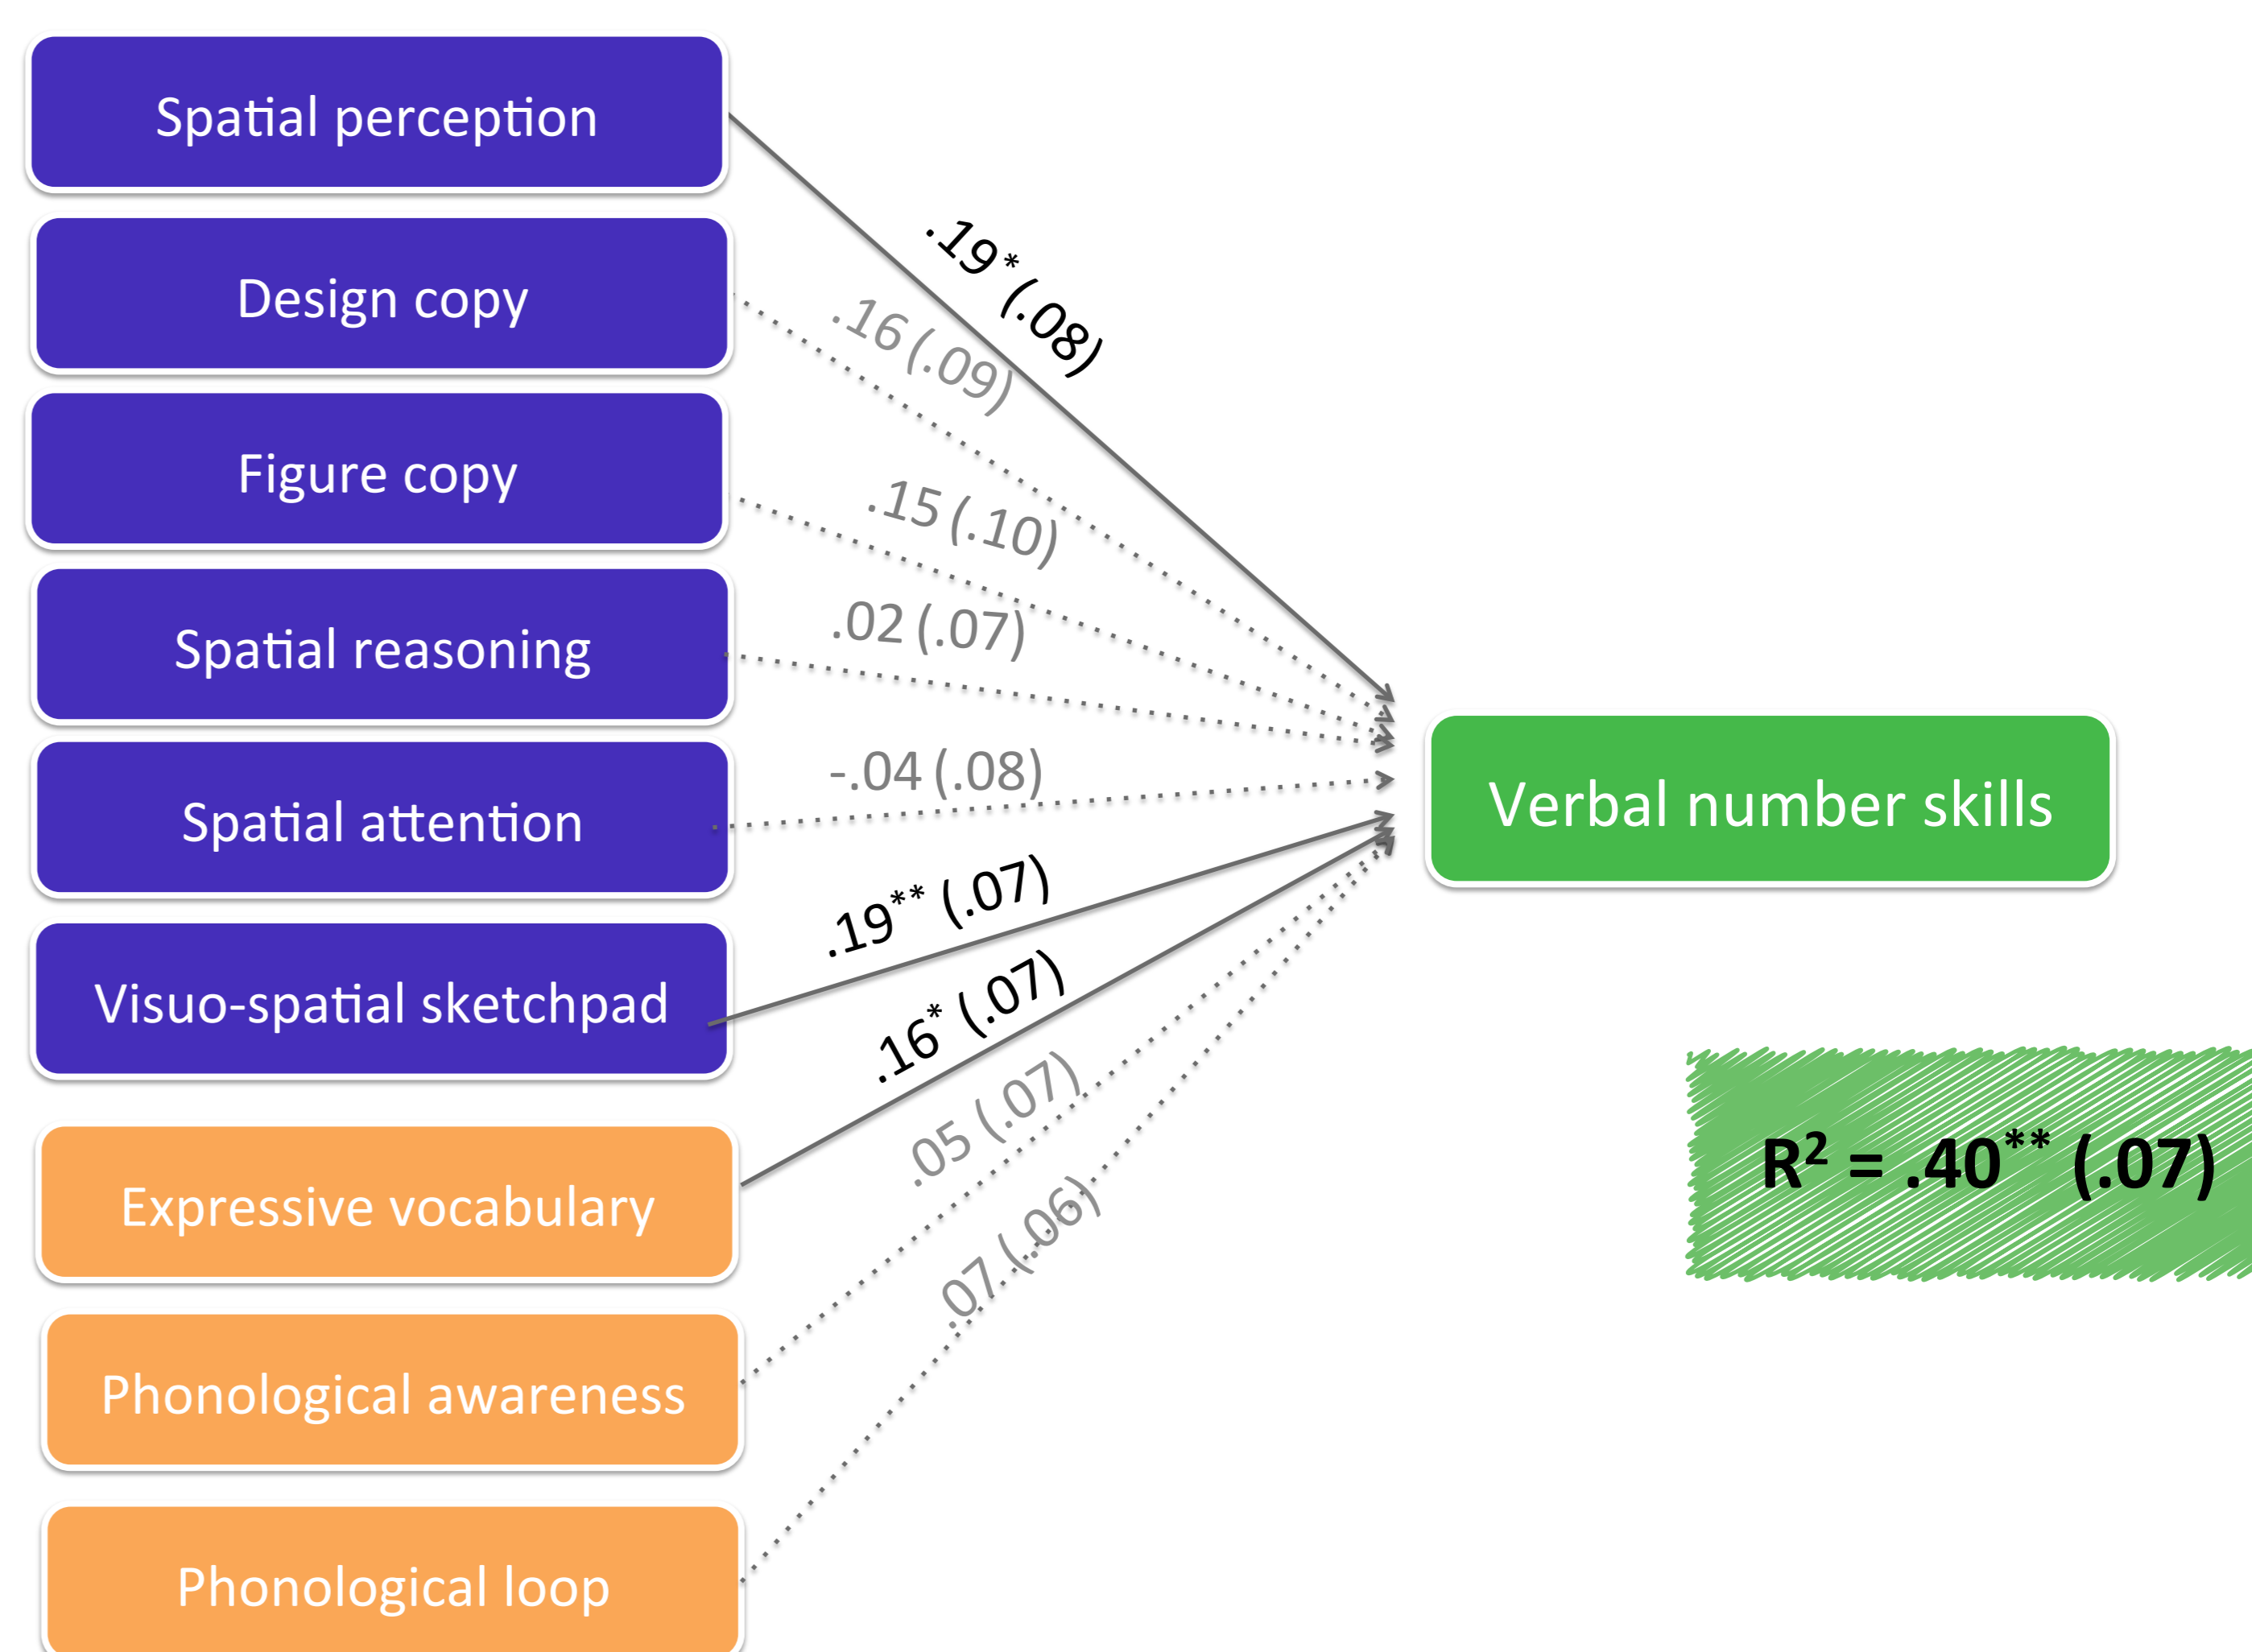 Spatial perception
Design copy
Figure copy
Spatial reasoning
Spatial attention
Visuo-spatial sketchpad
Expressive vocabulary
Phonological awareness
Phonological loop
.19* (.08)
.16 (.09)
.15 (.10)
.02 (.07)
-.04 (.08)
.19** (.07)
.16* (.07)
.05 (.07)
.07 (.06)
Verbal number skills
R² = .40** (.07)